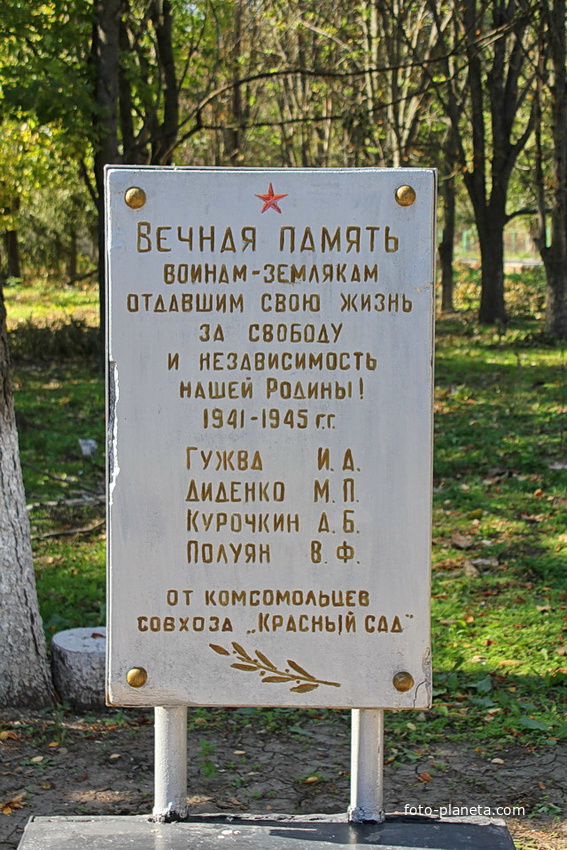 Вечная память
воинам-землякам
отдавшим свою жизнь
за свободу
и независимость
нашей Родины!
1941-1945 гг.
Гужва И. А.
Диденко М. П.
Курочкин А. Б.
Полуян В. Ф.
от комсомольцев
совхоза „Красный сад"
foto-planeta.com